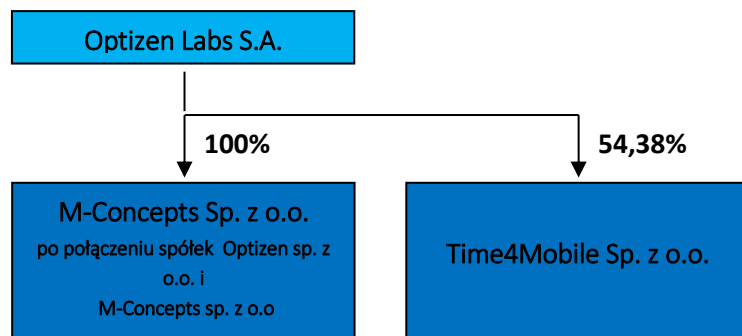 Optizen Labs S.A.
100%
54,38%
M-Concepts Sp. z o.o.
po połączeniu spółek Optizen sp. z
o.o. i
M-Concepts sp. z o.o
Time4Mobile Sp. z o.o.